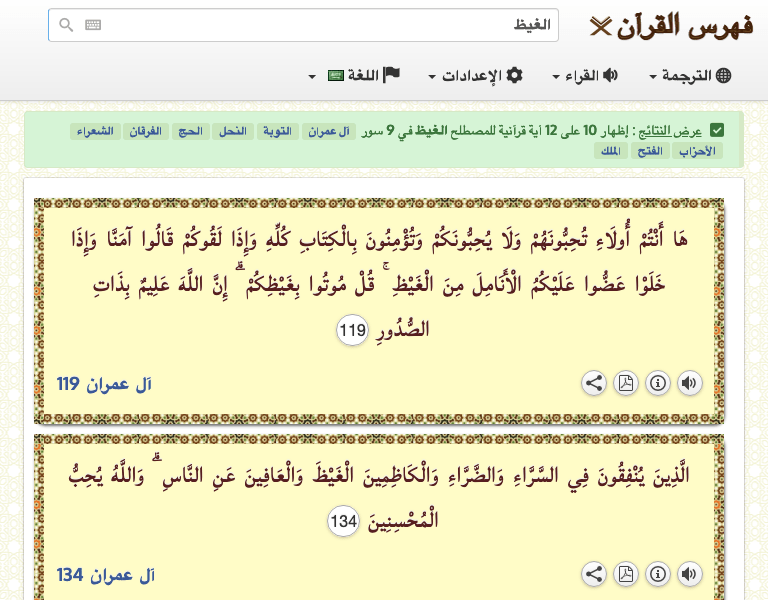 فهرس القرآن
الغيظ
الترجمة
القراء
الإعدادات
اللغة
عرض النتائج : إظهار 10 على 12 آية قرآنية للمصطلح الغيظ في 9 سور آل عمران التوبة النحل الحج الفرقان الشعراء
الأحزاب الفتح الملك
هَا أَنْتُمْ أُولَاءِ تُحِبُّونَهُمْ وَلَا يُحِبُّونَكُمْ وَتُؤْمِنُونَ بِالْكِتَابِ كُلِّهِ وَإِذَا لَقُوكُمْ قَالُوا آمَنَّا وَإِذَا
خَلَوْا عَضُّوا عَلَيْكُمُ الْأَنَامِلَ مِنَ الْغَيْظِ ۚ قُلْ مُوتُوا بِغَيْظِكُمْ ۗ إِنَّ اللَّهَ عَلِيمٌ بِذَاتِ
الصُّدُورِ 119
آل عمران 119
الَّذِينَ يُنْفِقُونَ فِي السَّرَّاءِ وَالضَّرَّاءِ وَالْكَاظِمِينَ الْغَيْظَ وَالْعَافِينَ عَنِ النَّاسِ ۗ وَاللَّهُ يُحِبُّ
الْمُحْسِنِينَ 134
آل عمران 134